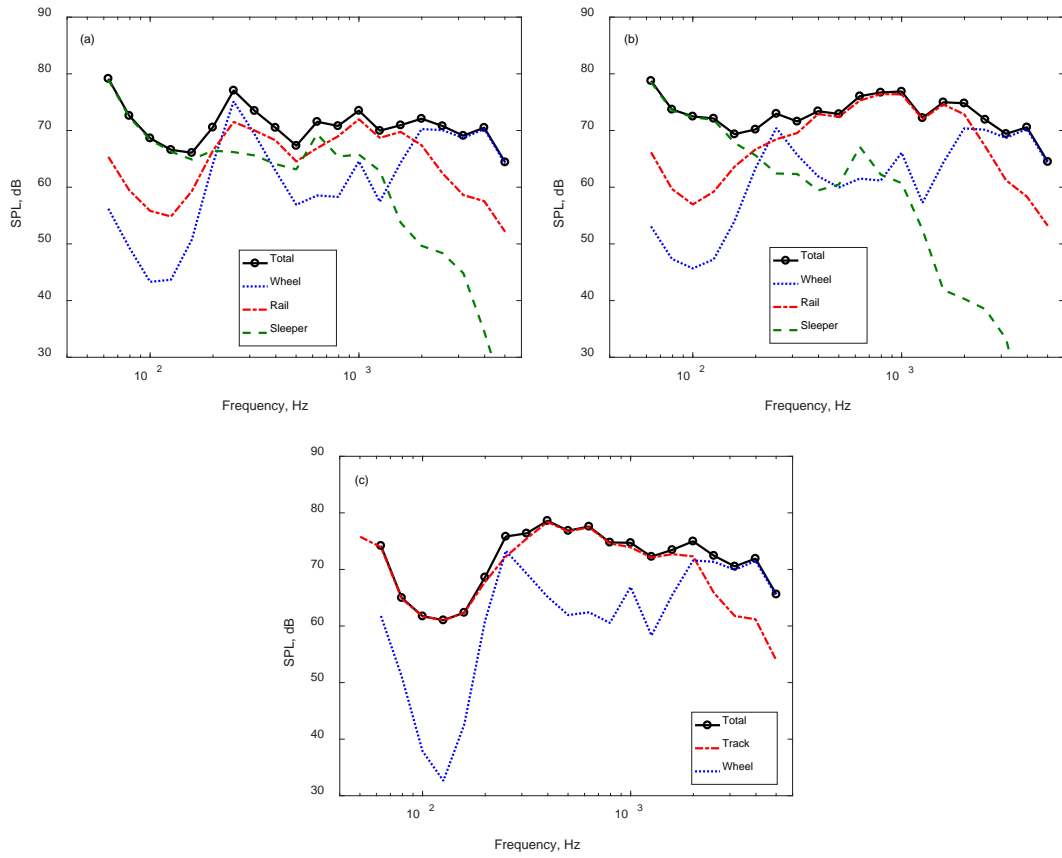 (a)
90
80
70
60
50
40
30
SPL, dB
Total
Wheel
Rail
Sleeper
10 2
10 3
Frequency, Hz
(b)
90
80
70
60
50
40
30
SPL, dB
Total
Wheel
Rail
Sleeper
10 2
10 3
Frequency, Hz
(c)
90
80
70
60
50
40
30
SPL, dB
Total
Track
Wheel
10 2
10 3
Frequency, Hz